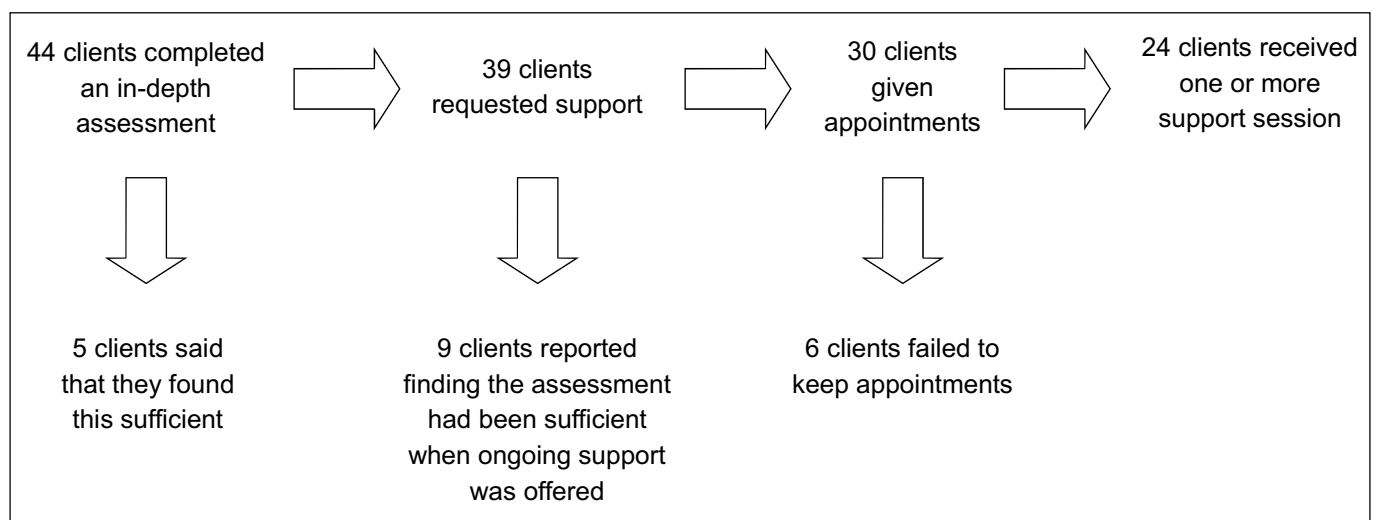 44 clients completed
an in-depth
assessment
39 clients
requested support
30 clients
given
appointments
24 clients received
one or more
support session
5 clients said
that they found
this sufficient
9 clients reported
finding the assessment
had been sufficient
when ongoing support
was offered
6 clients failed to
keep appointments